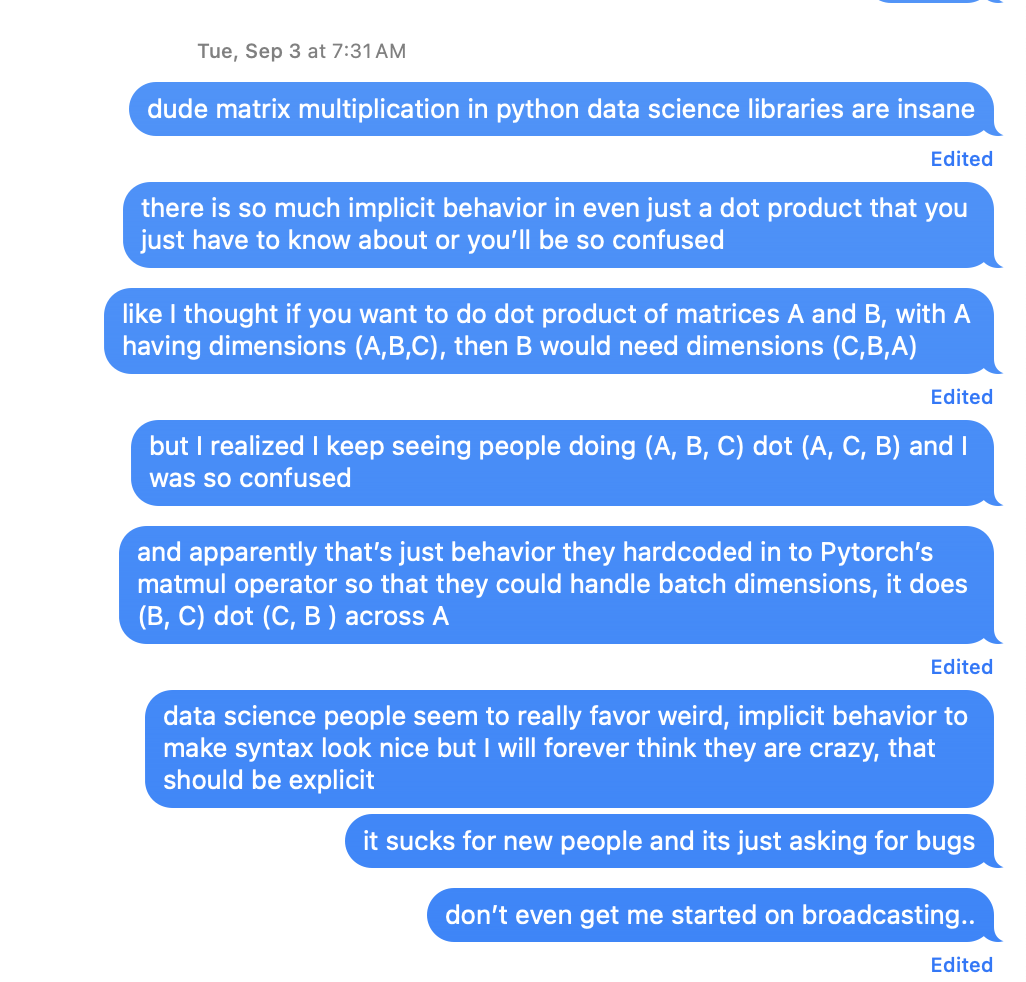 Tue, Sep 3 at 7:31 AM
dude matrix multiplication in python data science libraries are insane
Edited
there is so much implicit behavior in even just a dot product that you
just have to know about or you’ll be so confused
like I thought if you want to do dot product of matrices A and B, with A
having dimensions (A,B,C), then B would need dimensions (C,B,A)
Edited
but I realized I keep seeing people doing (A, B, C) dot (A, C, B) and I
was so confused
and apparently that’s just behavior they hardcoded in to Pytorch’s
matmul operator so that they could handle batch dimensions, it does
(B, C) dot (C, B ) across A
Edited
data science people seem to really favor weird, implicit behavior to
make syntax look nice but I will forever think they are crazy, that
should be explicit
it sucks for new people and its just asking for bugs
don’t even get me started on broadcasting..
Edited